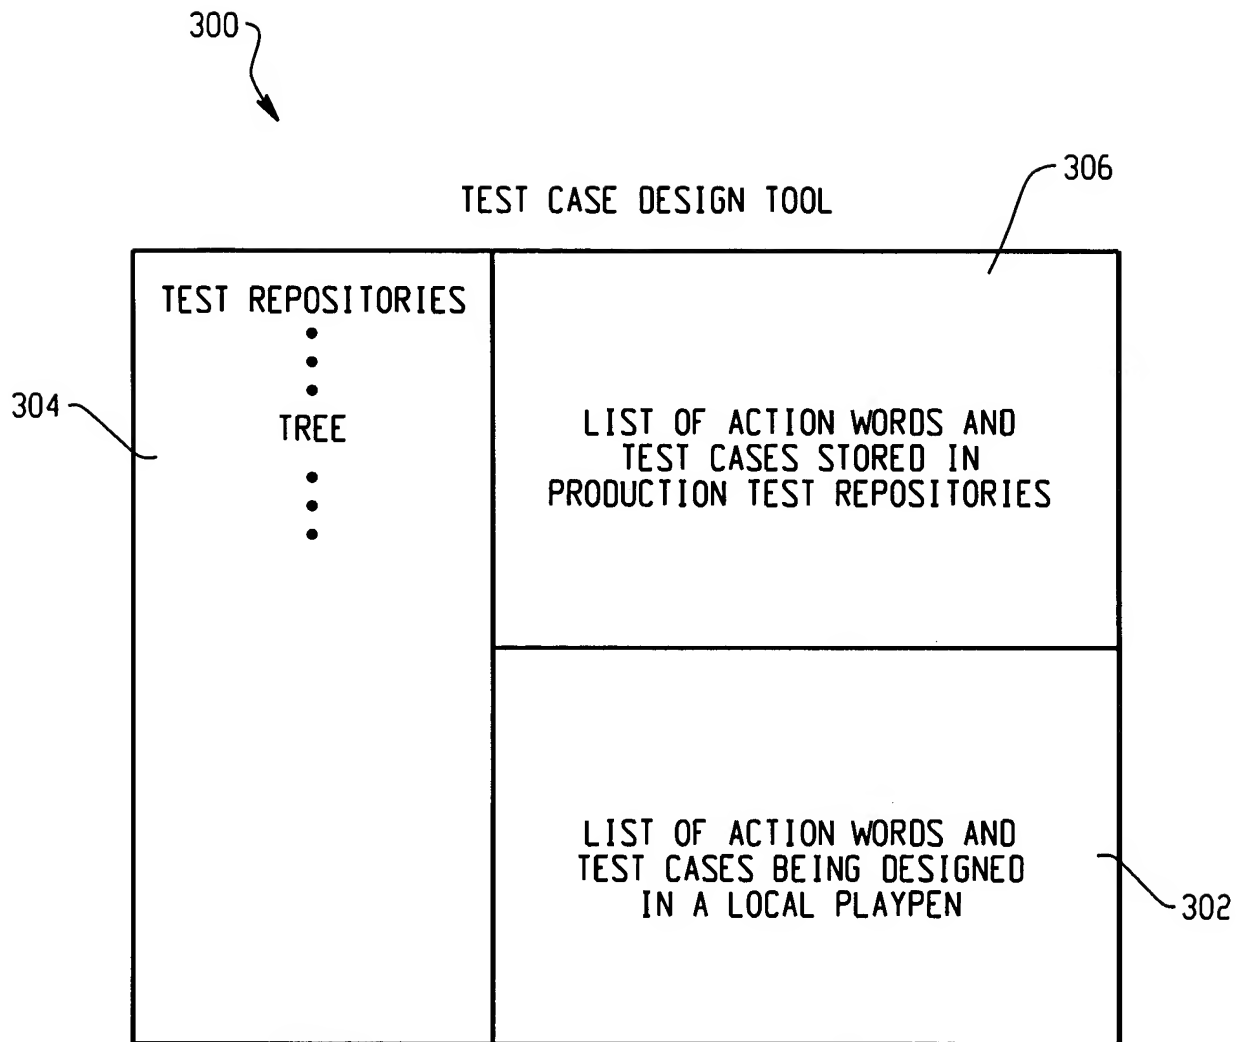 300
306
TEST CASE DESIGN TOOL
TEST REPOSITORIES
304
TREE
LIST OF ACTION WORDS AND
TEST CASES STORED IN
PRODUCTION TEST REPOSITORIES
LIST OF ACTION WORDS AND
TEST CASES BEING DESIGNED
IN A LOCAL PLAYPEN
302